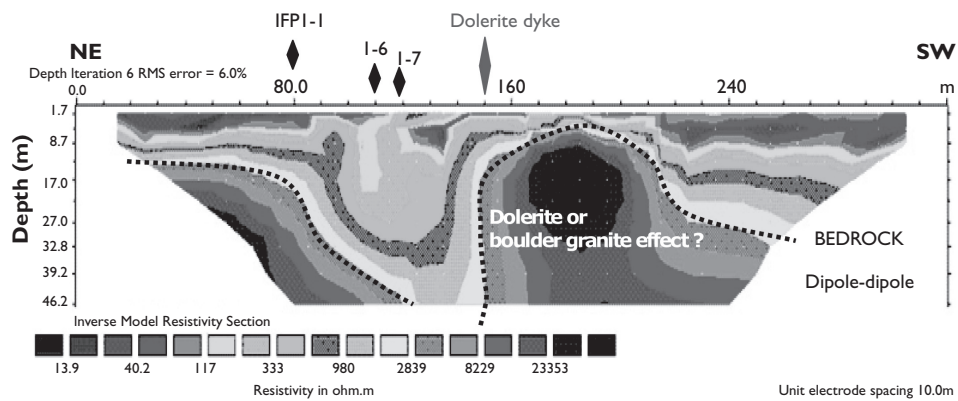 IFP1-1
Dolerite dyke
1-6
1-7
NE
SW
Depth Iteration 6 RMS error = 6.0%
0.0
80.0
160
240
m
Depth (m)
1.7
8.7
17.0
27.0
32.8
39.2
46.2
Dolerite or
boulder granite effect ?
BEDROCK
Dipole-dipole
Inverse Model Resistivity Section
13.9 40.2 117 333 980 2839 8229 23353
Resistivity in ohm.m
Unit electrode spacing 10.0m